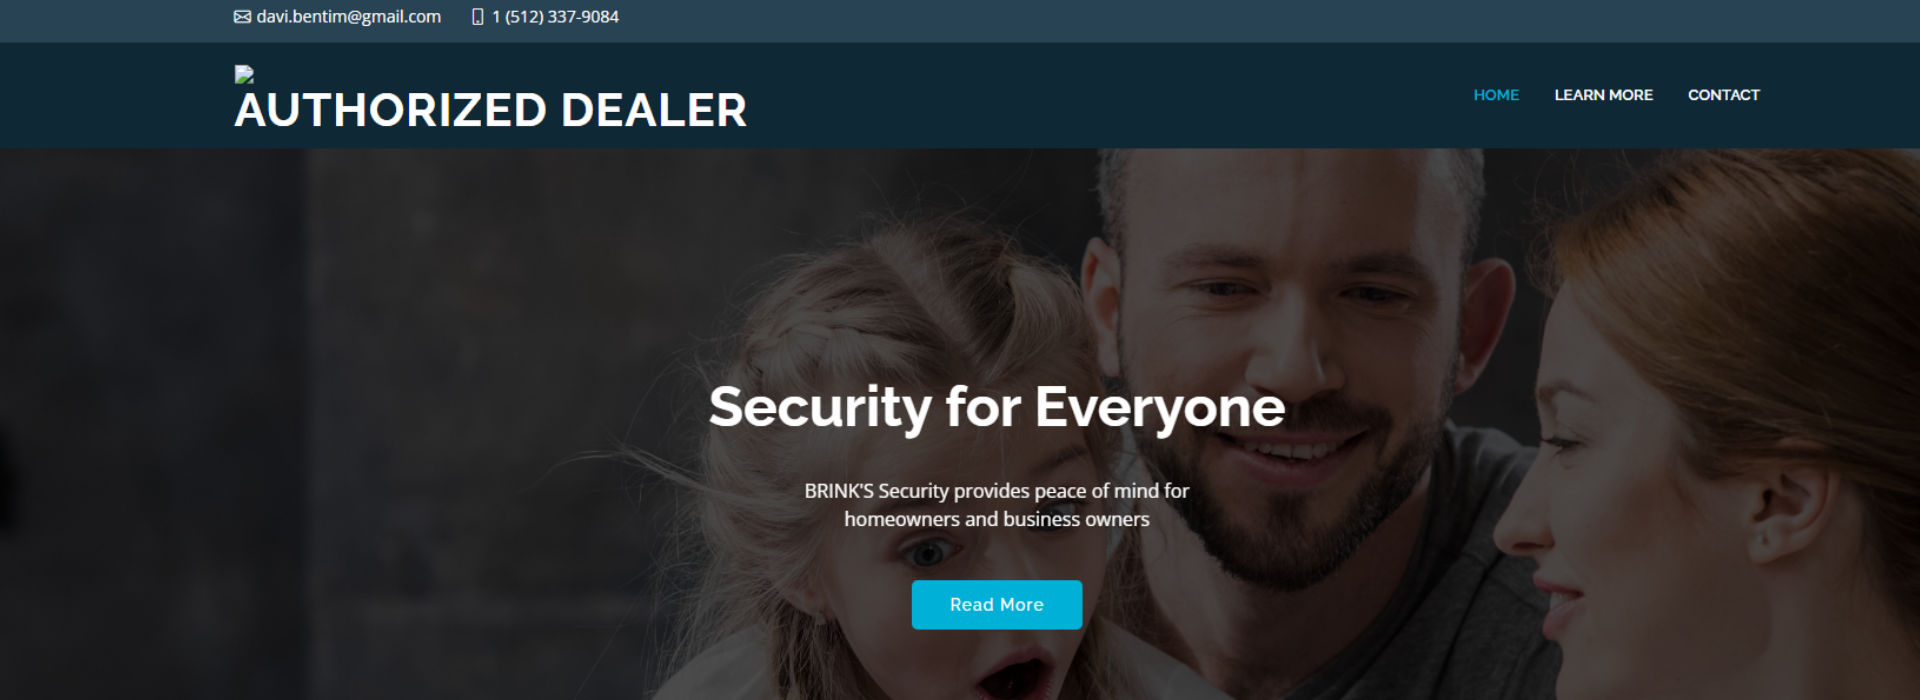 davi.bentim@gmail.com 1 (512) 337-9084
AUTHORIZED DEALER
HOME LEARN MORE CONTACT
Security for Everyone
BRINK'S Security provides peace of mind for
homeowners and business owners
Read More